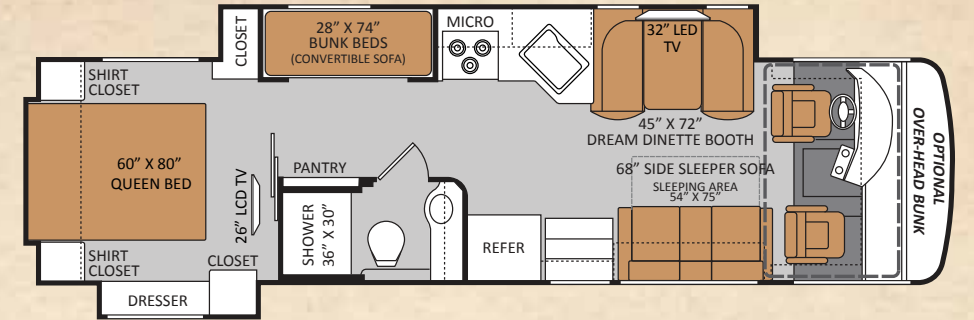 SHIRT
CLOSET
60” X 80”
QUEEN BED
SHIRT
CLOSET
DRESSER
CLOSET
26” LCD TV
CLOSET
28” X 74”
BUNK BEDS
(CONVERTIBLE SOFA)
PANTRY
SHOWER
36” X 30”
MICRO
REFER
32” LED
TV
45” X 72”
DREAM DINETTE BOOTH
68” SIDE SLEEPER SOFA
SLEEPING AREA
54” X 75”
OPTIONAL
OVER-HEAD BUNK